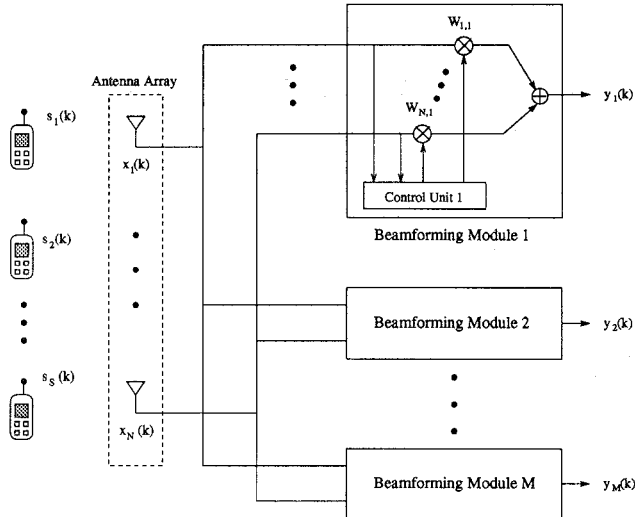 Antenna Array
s1(k)
x1(k)
s2(k)
sS(k)
xN(k)
W1,1
WN,1
y1(k)
Control Unit 1
Beamforming Module 1
Beamforming Module 2
y2(k)
Beamforming Module M
yM(k)